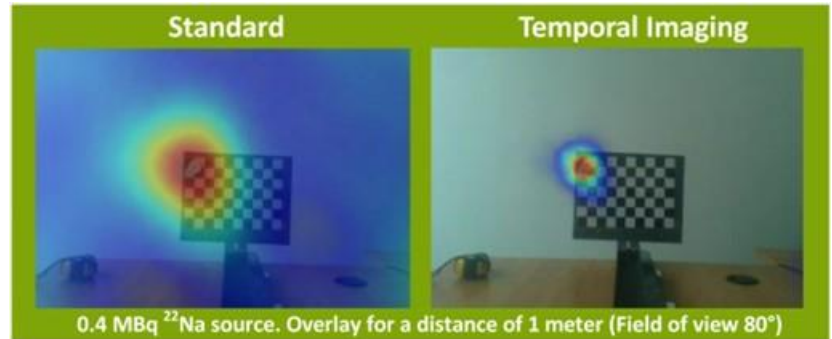 Standard
Temporal Imaging
0.4 MBq ²²Na source. Overlay for a distance of 1 meter (Field of view 80°)